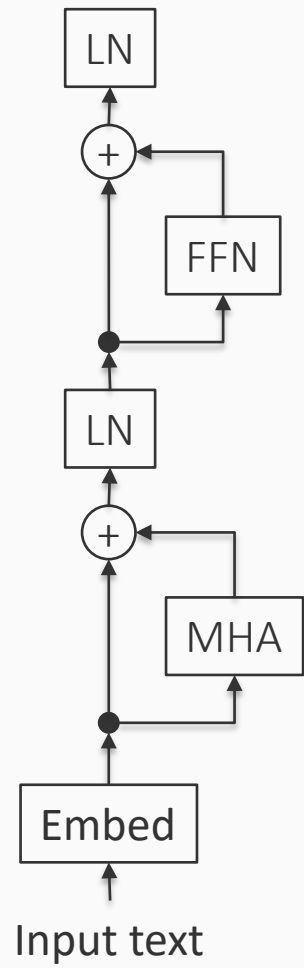 LN
+
FFN
LN
+
MHA
Embed
Input text